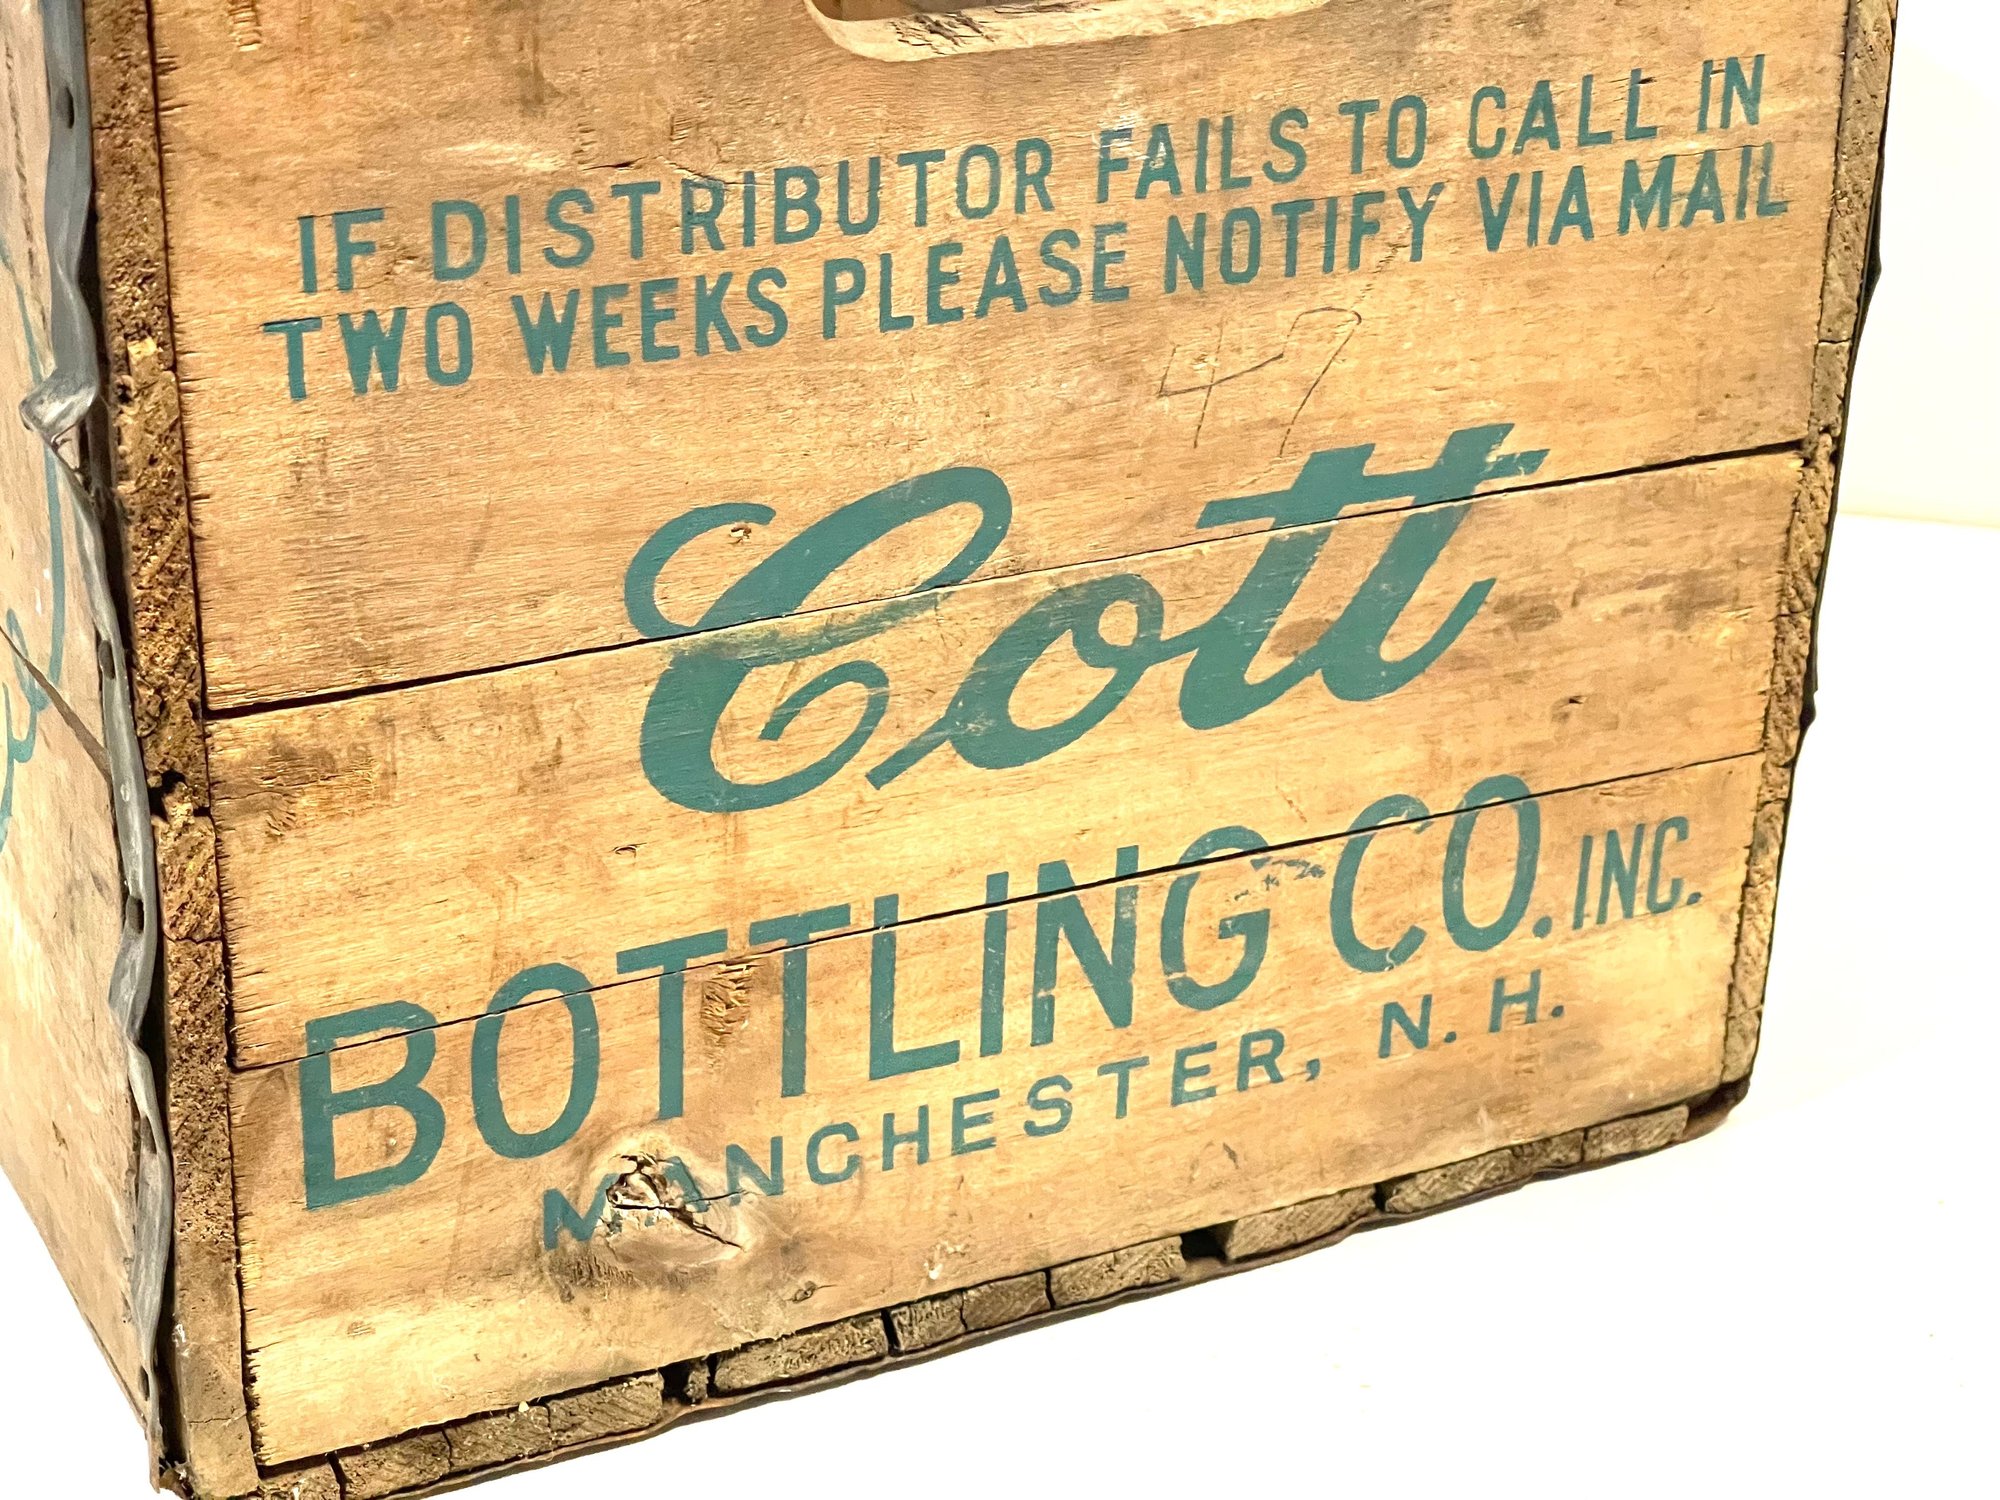 IF DISTRIBUTOR FAILS TO CALL IN
TWO WEEKS PLEASE NOTIFY VIA MAIL
47
Cott
BOTTLING CO. INC.
MANCHESTER, N. H.